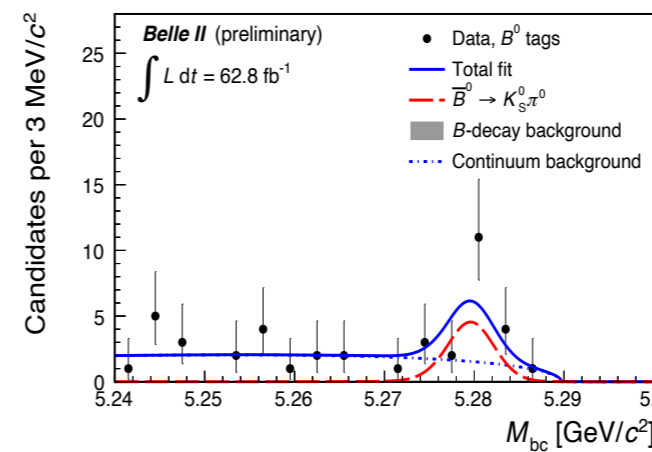 Belle II (preliminary)
∫ L dt = 62.8 fb⁻¹
Data, B⁰ tags
Total fit
B̅⁰ → K⁰_S π⁰
B-decay background
Continuum background
Candidates per 3 MeV/c²
25
20
15
10
5
0
5.24 5.25 5.26 5.27 5.28 5.29
M_bc [GeV/c²]